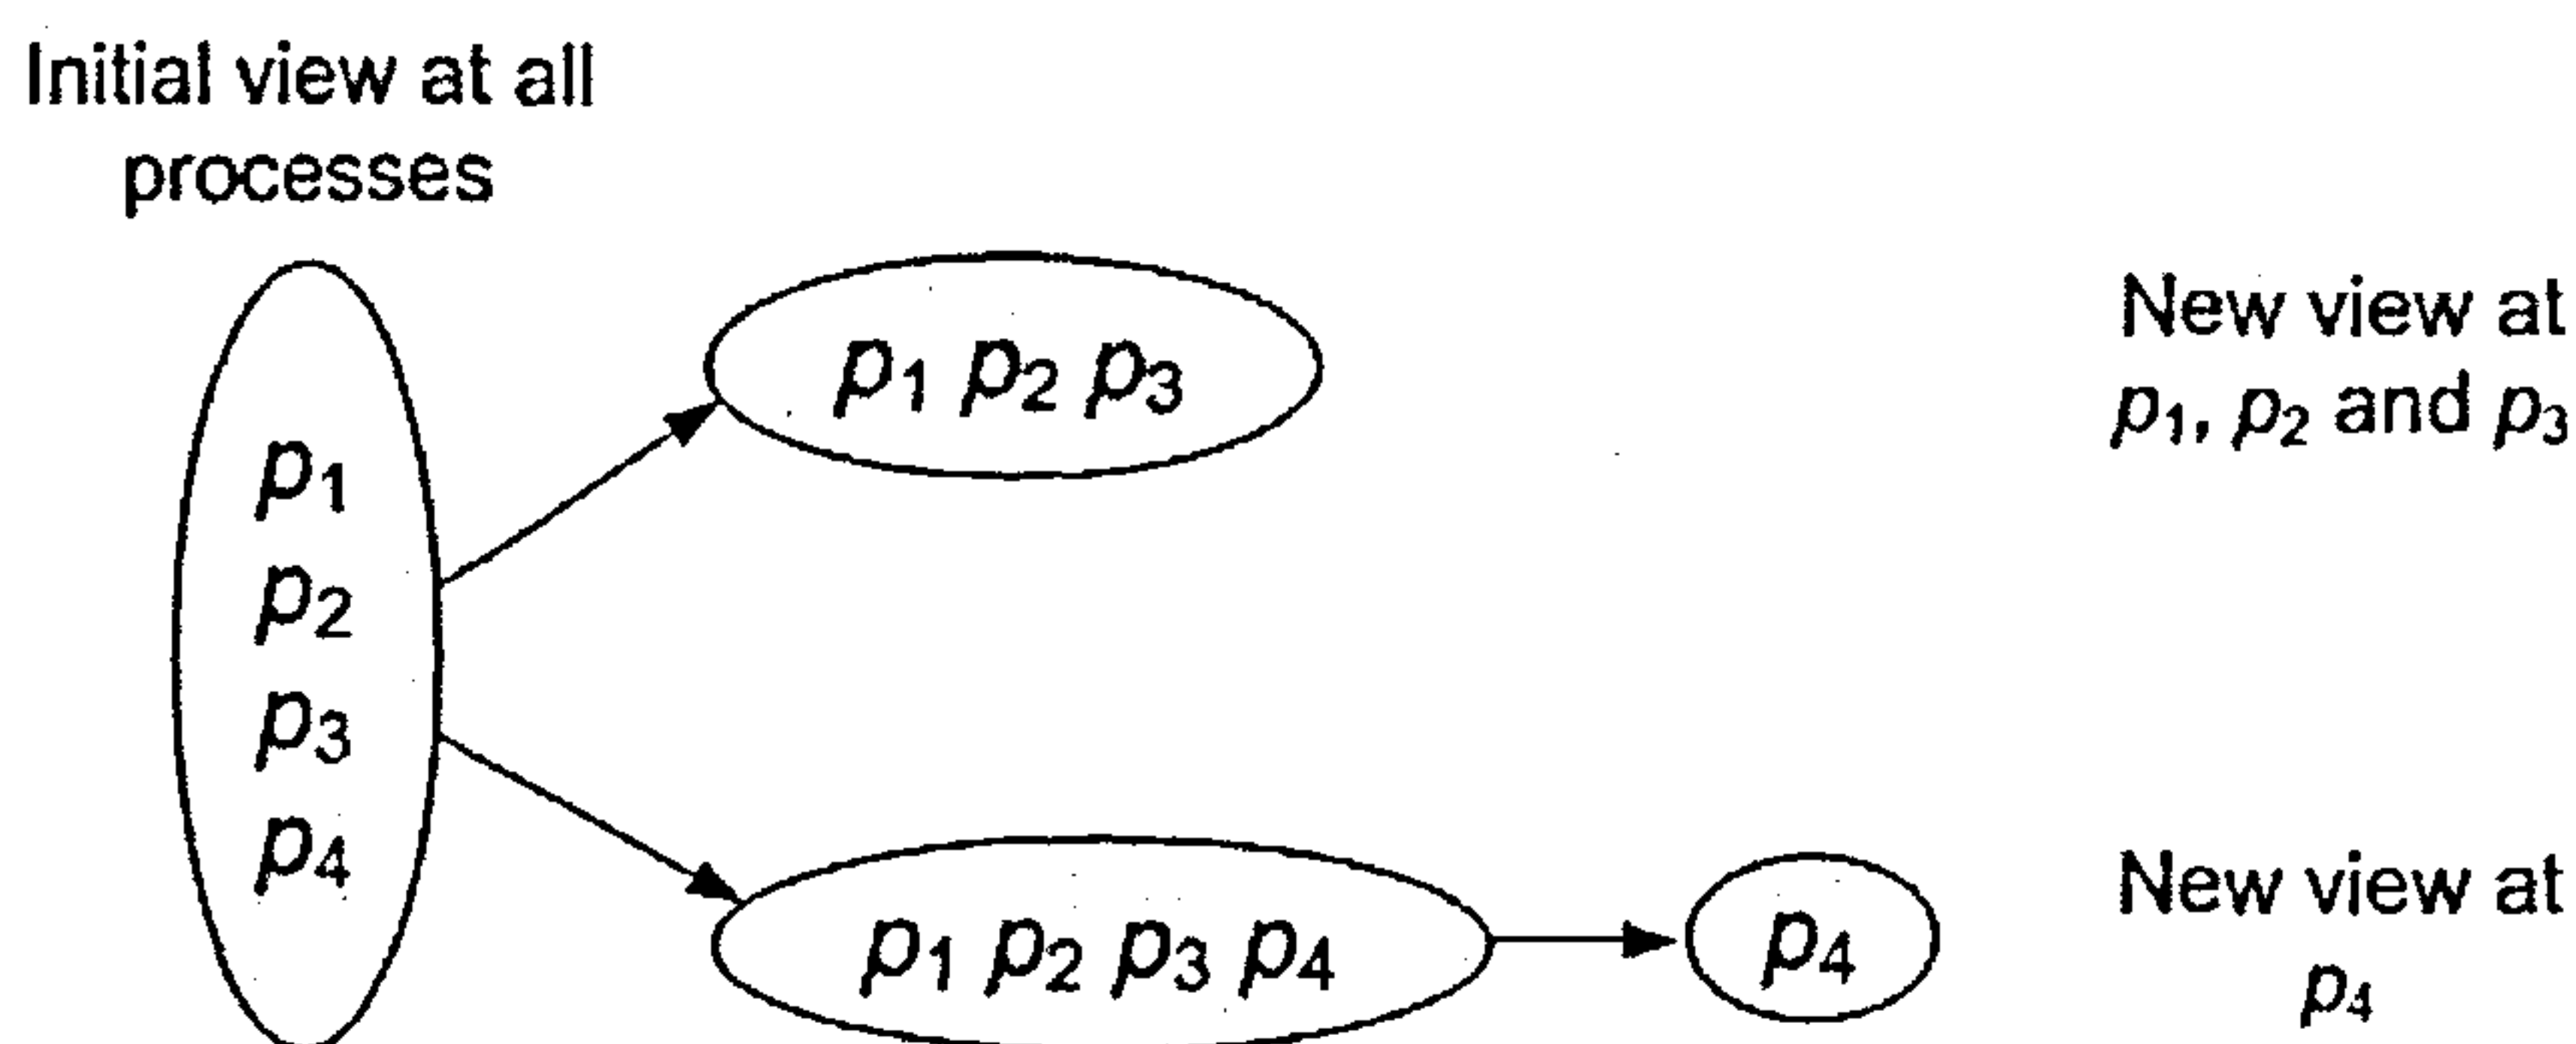 Initial view at all
processes
p1
p2
p3
p4
p1 p2 p3
New view at
p1, p2 and p3
p1 p2 p3 p4
p4
New view at
p4